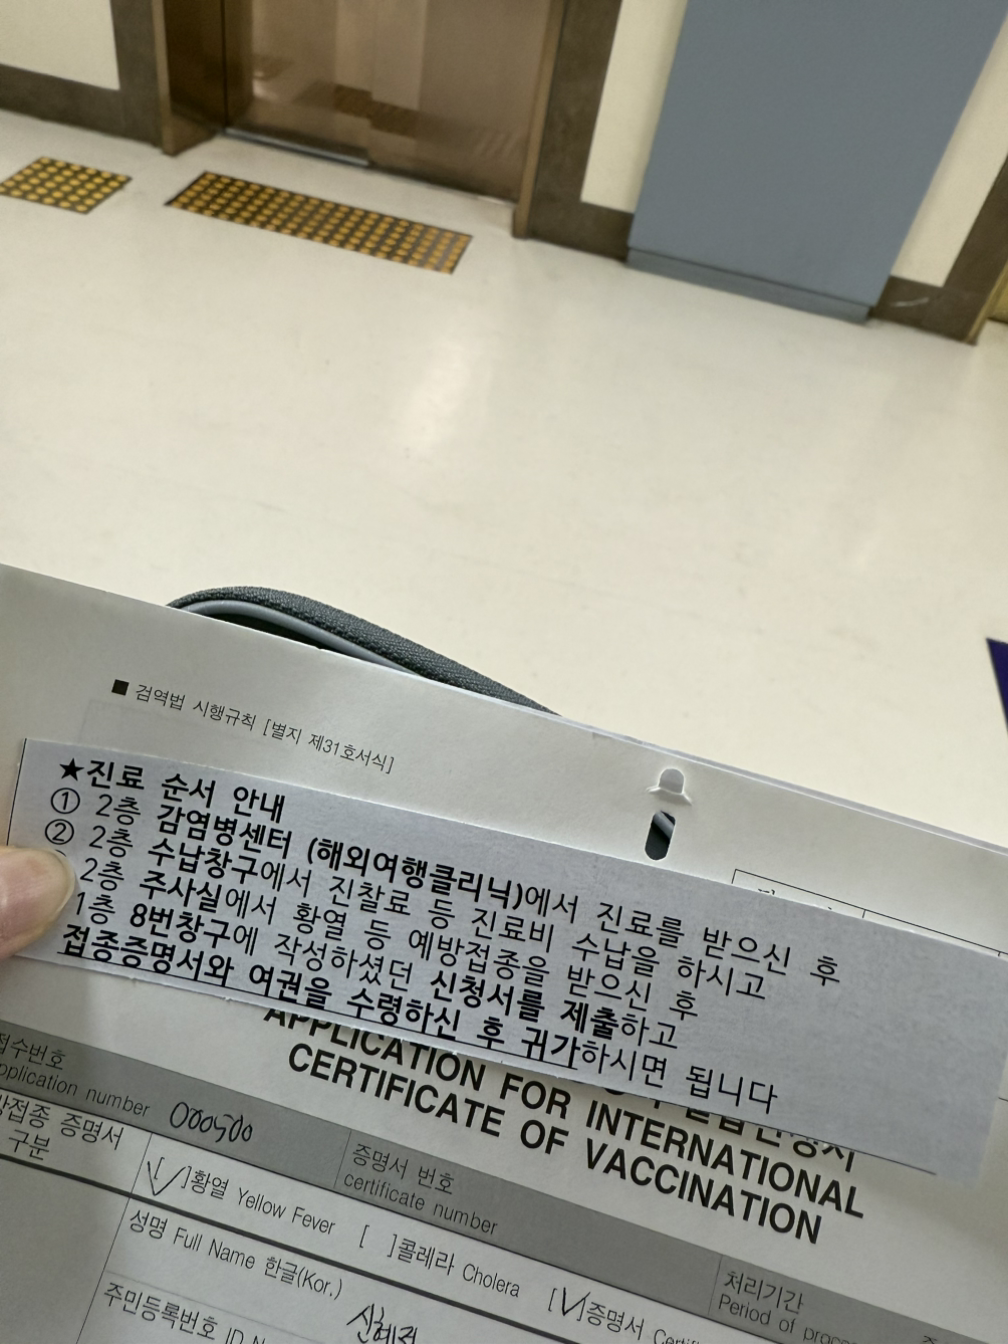 ■ 검역법 시행규칙 [별지 제31호서식]
★진료 순서 안내
① 2층 감염병센터 (해외여행클리닉)에서 진료를 받으신 후
② 2층 수납창구에서 진찰료 등 진료비 수납을 하시고
2층 주사실에서 황열 등 예방접종을 받으신 후
1층 8번창구에 작성하셨던 신청서를 제출하고
접종증명서와 여권을 수령하신 후 귀가하시면 됩니다
APPLICATION FOR INTERNATIONAL
CERTIFICATE OF VACCINATION
접수번호
application number 000500
증명서 번호
certificate number
처리기간
Period of
접종 증명서
구분
[✓]황열 Yellow Fever [ ]콜레라 Cholera [✓]증명서
성명 Full Name 한글(Kor.)
주민등록번호 ID